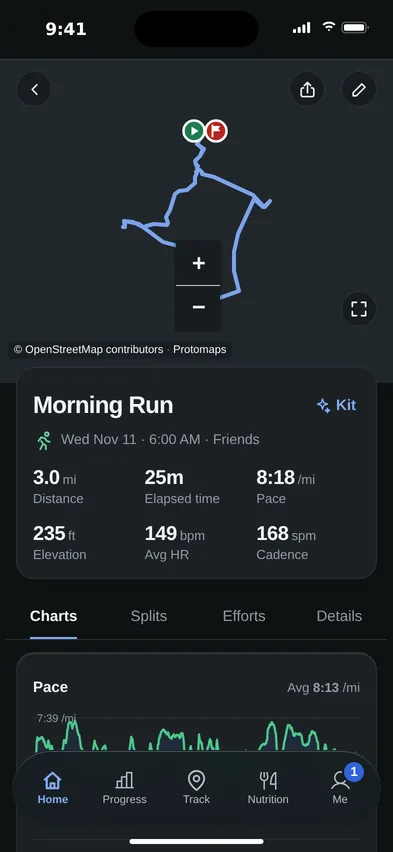 9:41
+
−
© OpenStreetMap contributors · Protomaps
Morning Run
Kit
Wed Nov 11 · 6:00 AM · Friends
3.0 mi 25m 8:18 /mi
Distance Elapsed time Pace
235 ft 149 bpm 168 spm
Elevation Avg HR Cadence
Charts Splits Efforts Details
Pace Avg 8:13 /mi
7:39 /mi
1
Home Progress Track Nutrition Me